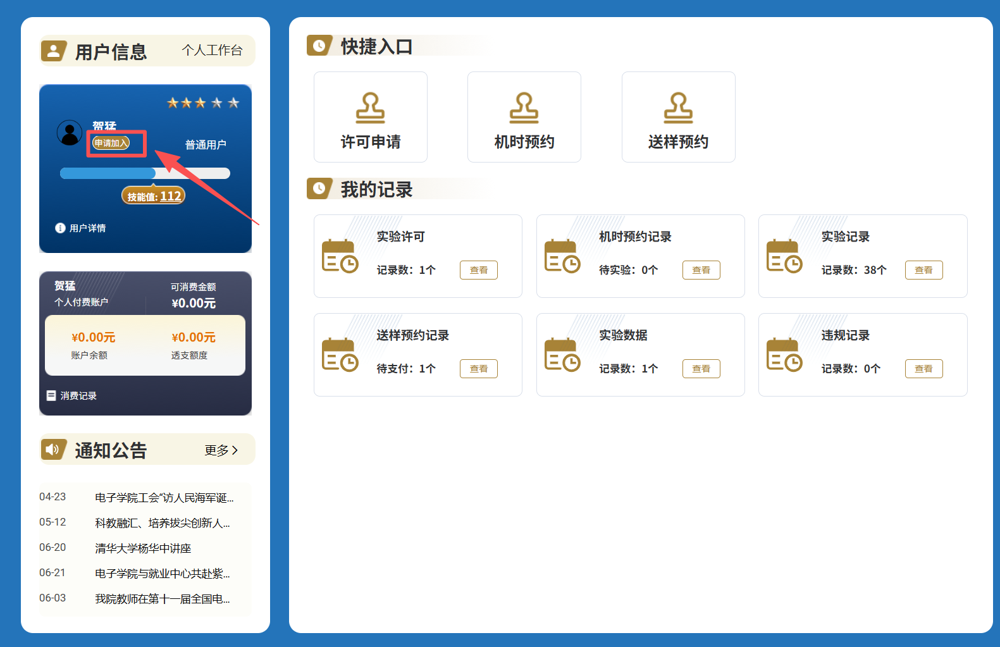 用户信息
个人工作台
贺猛
申请加入
普通用户
技能值: 112
用户详情
贺猛
个人付费账户
可消费金额
¥0.00元
¥0.00元
账户余额
¥0.00元
透支额度
消费记录
通知公告
更多
04-23 电子学院工会“访人民海军诞...
05-12 科教融汇、培养拔尖创新人...
06-20 清华大学杨华中讲座
06-21 电子学院与就业中心共赴紫...
06-03 我院教师在第十一届全国电...
快捷入口
许可申请
机时预约
送样预约
我的记录
实验许可
记录数：1个 查看
机时预约记录
待实验：0个 查看
实验记录
记录数：38个 查看
送样预约记录
待支付：1个 查看
实验数据
记录数：1个 查看
违规记录
记录数：0个 查看